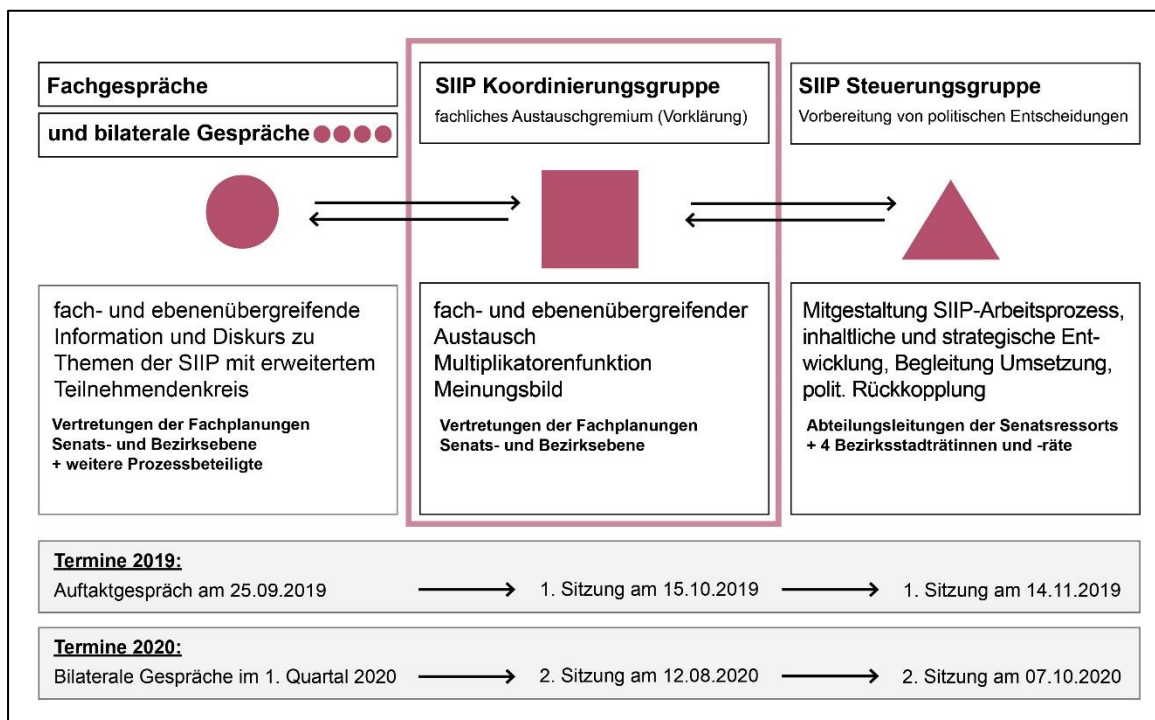 Fachgespräche
und bilaterale Gespräche
SIIP Koordinierungsgruppe
fachliches Austauschgremium (Vorklärung)
SIIP Steuerungsgruppe
Vorbereitung von politischen Entscheidungen
fach- und ebenenübergreifende
Information und Diskurs zu
Themen der SIIP mit erweitertem
Teilnehmendenkreis
Vertretungen der Fachplanungen
Senats- und Bezirksebene
+ weitere Prozessbeteiligte
fach- und ebenenübergreifender
Austausch
Multiplikatorenfunktion
Meinungsbild
Vertretungen der Fachplanungen
Senats- und Bezirksebene
Mitgestaltung SIIP-Arbeitsprozess,
inhaltliche und strategische Ent-
wicklung, Begleitung Umsetzung,
polit. Rückkopplung
Abteilungsleitungen der Senatsressorts
+ 4 Bezirksstadträtinnen und -räte
Termine 2019:
Auftaktgespräch am 25.09.2019 1. Sitzung am 15.10.2019 1. Sitzung am 14.11.2019
Termine 2020:
Bilaterale Gespräche im 1. Quartal 2020 2. Sitzung am 12.08.2020 2. Sitzung am 07.10.2020